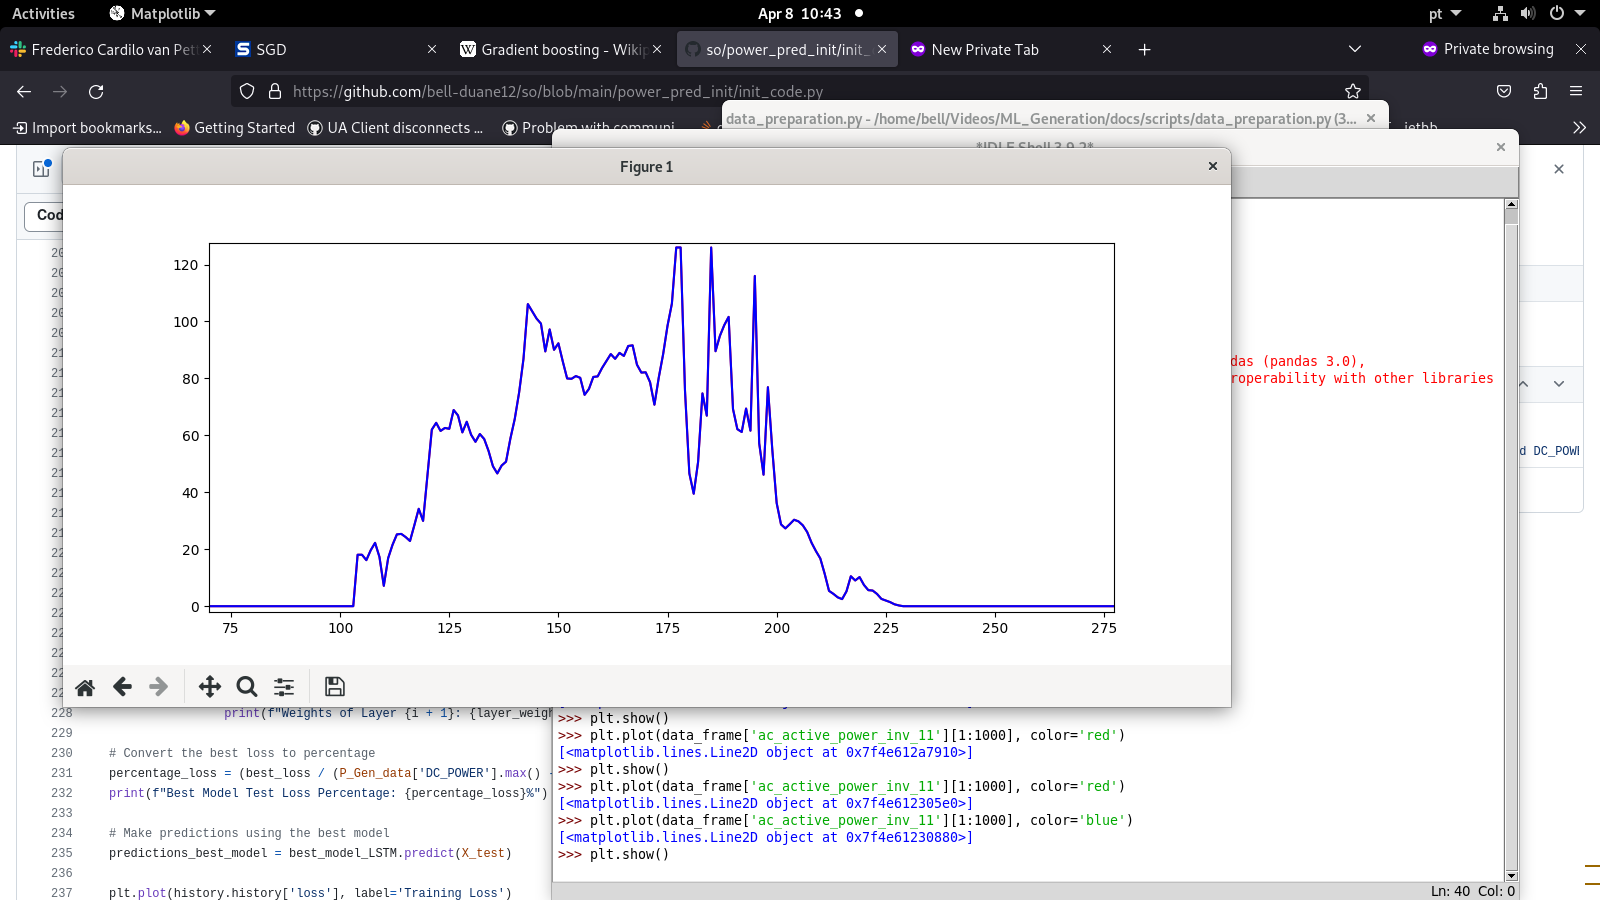 Activities
Matplotlib
Apr 8 10:43
pt
Frederico Cardilo van Pet
SGD
Gradient boosting - Wikip
so/power_pred_init/init_
New Private Tab
Private browsing
https://github.com/bell-duane12/so/blob/main/power_pred_init/init_code.py
Import bookmarks...
Getting Started
UA Client disconnects ...
Problem with communi...
jethb
data_preparation.py - /home/bell/Videos/ML_Generation/docs/scripts/data_preparation.py (3...
*IDLE Shell 3.9.2*
Figure 1
Cod
120
100
80
60
40
20
0
75
100
125
150
175
200
225
250
275
das (pandas 3.0),
roperability with other libraries
d DC_POWE
228 print(f"Weights of Layer {i + 1}: {layer_weigh
229
230 # Convert the best loss to percentage
231 percentage_loss = (best_loss / (P_Gen_data['DC_POWER'].max() -
232 print(f"Best Model Test Loss Percentage: {percentage_loss}%")
233
234 # Make predictions using the best model
235 predictions_best_model = best_model_LSTM.predict(X_test)
236
237 plt.plot(history.history['loss'], label='Training Loss')
>>> plt.show()
>>> plt.plot(data_frame['ac_active_power_inv_11'][1:1000], color='red')
[<matplotlib.lines.Line2D object at 0x7f4e612a7910>]
>>> plt.show()
>>> plt.plot(data_frame['ac_active_power_inv_11'][1:1000], color='red')
[<matplotlib.lines.Line2D object at 0x7f4e612305e0>]
>>> plt.plot(data_frame['ac_active_power_inv_11'][1:1000], color='blue')
[<matplotlib.lines.Line2D object at 0x7f4e61230880>]
>>> plt.show()
Ln: 40 Col: 0